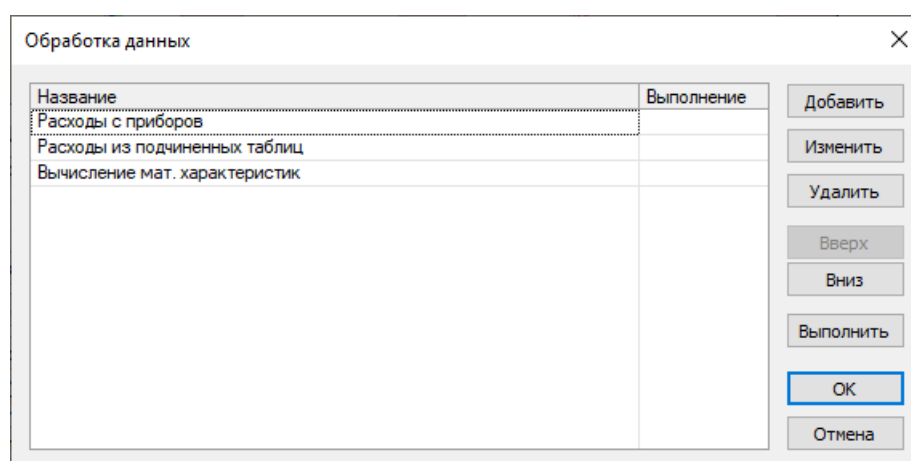 Обработка данных
Название Выполнение
Расходы с приборов
Расходы из подчиненных таблиц
Вычисление мат. характеристик
Добавить
Изменить
Удалить
Вверх
Вниз
Выполнить
OK
Отмена